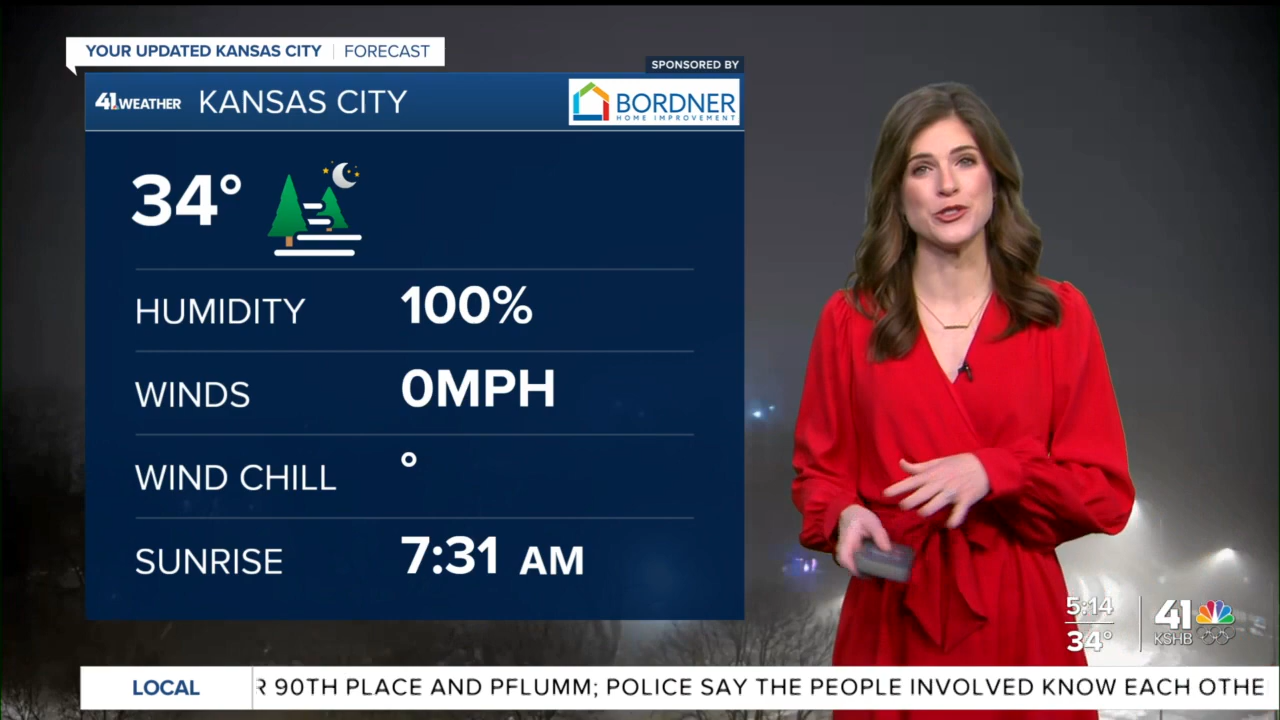 YOUR UPDATED KANSAS CITY | FORECAST
SPONSORED BY
41 WEATHER KANSAS CITY
BORDNER
HOME IMPROVEMENT
34°
HUMIDITY 100%
WINDS 0MPH
WIND CHILL °
SUNRISE 7:31 AM
5:14
34°
41
KSHB
LOCAL
R 90TH PLACE AND PFLUMM; POLICE SAY THE PEOPLE INVOLVED KNOW EACH OTHE